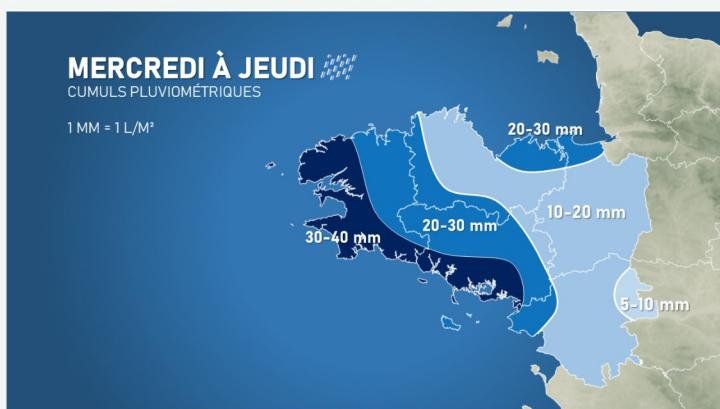 MERCREDI À JEUDI
CUMULS PLUVIOMÉTRIQUES
1 MM = 1 L/M²
20-30 mm
10-20 mm
20-30 mm
30-40 mm
5-10 mm